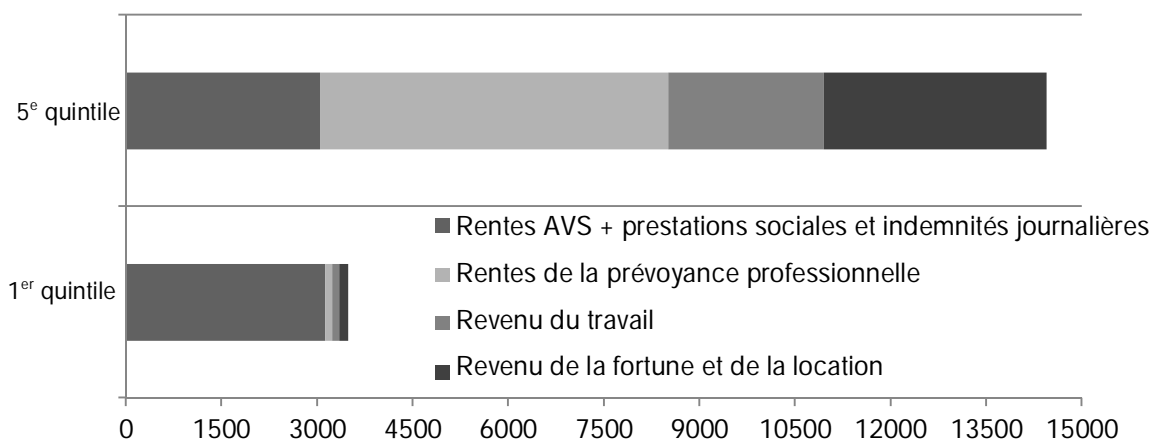 5e quintile
Rentes AVS + prestations sociales et indemnités journalières
Rentes de la prévoyance professionnelle
1er quintile
Revenu du travail
Revenu de la fortune et de la location
0 1500 3000 4500 6000 7500 9000 10500 12000 13500 15000